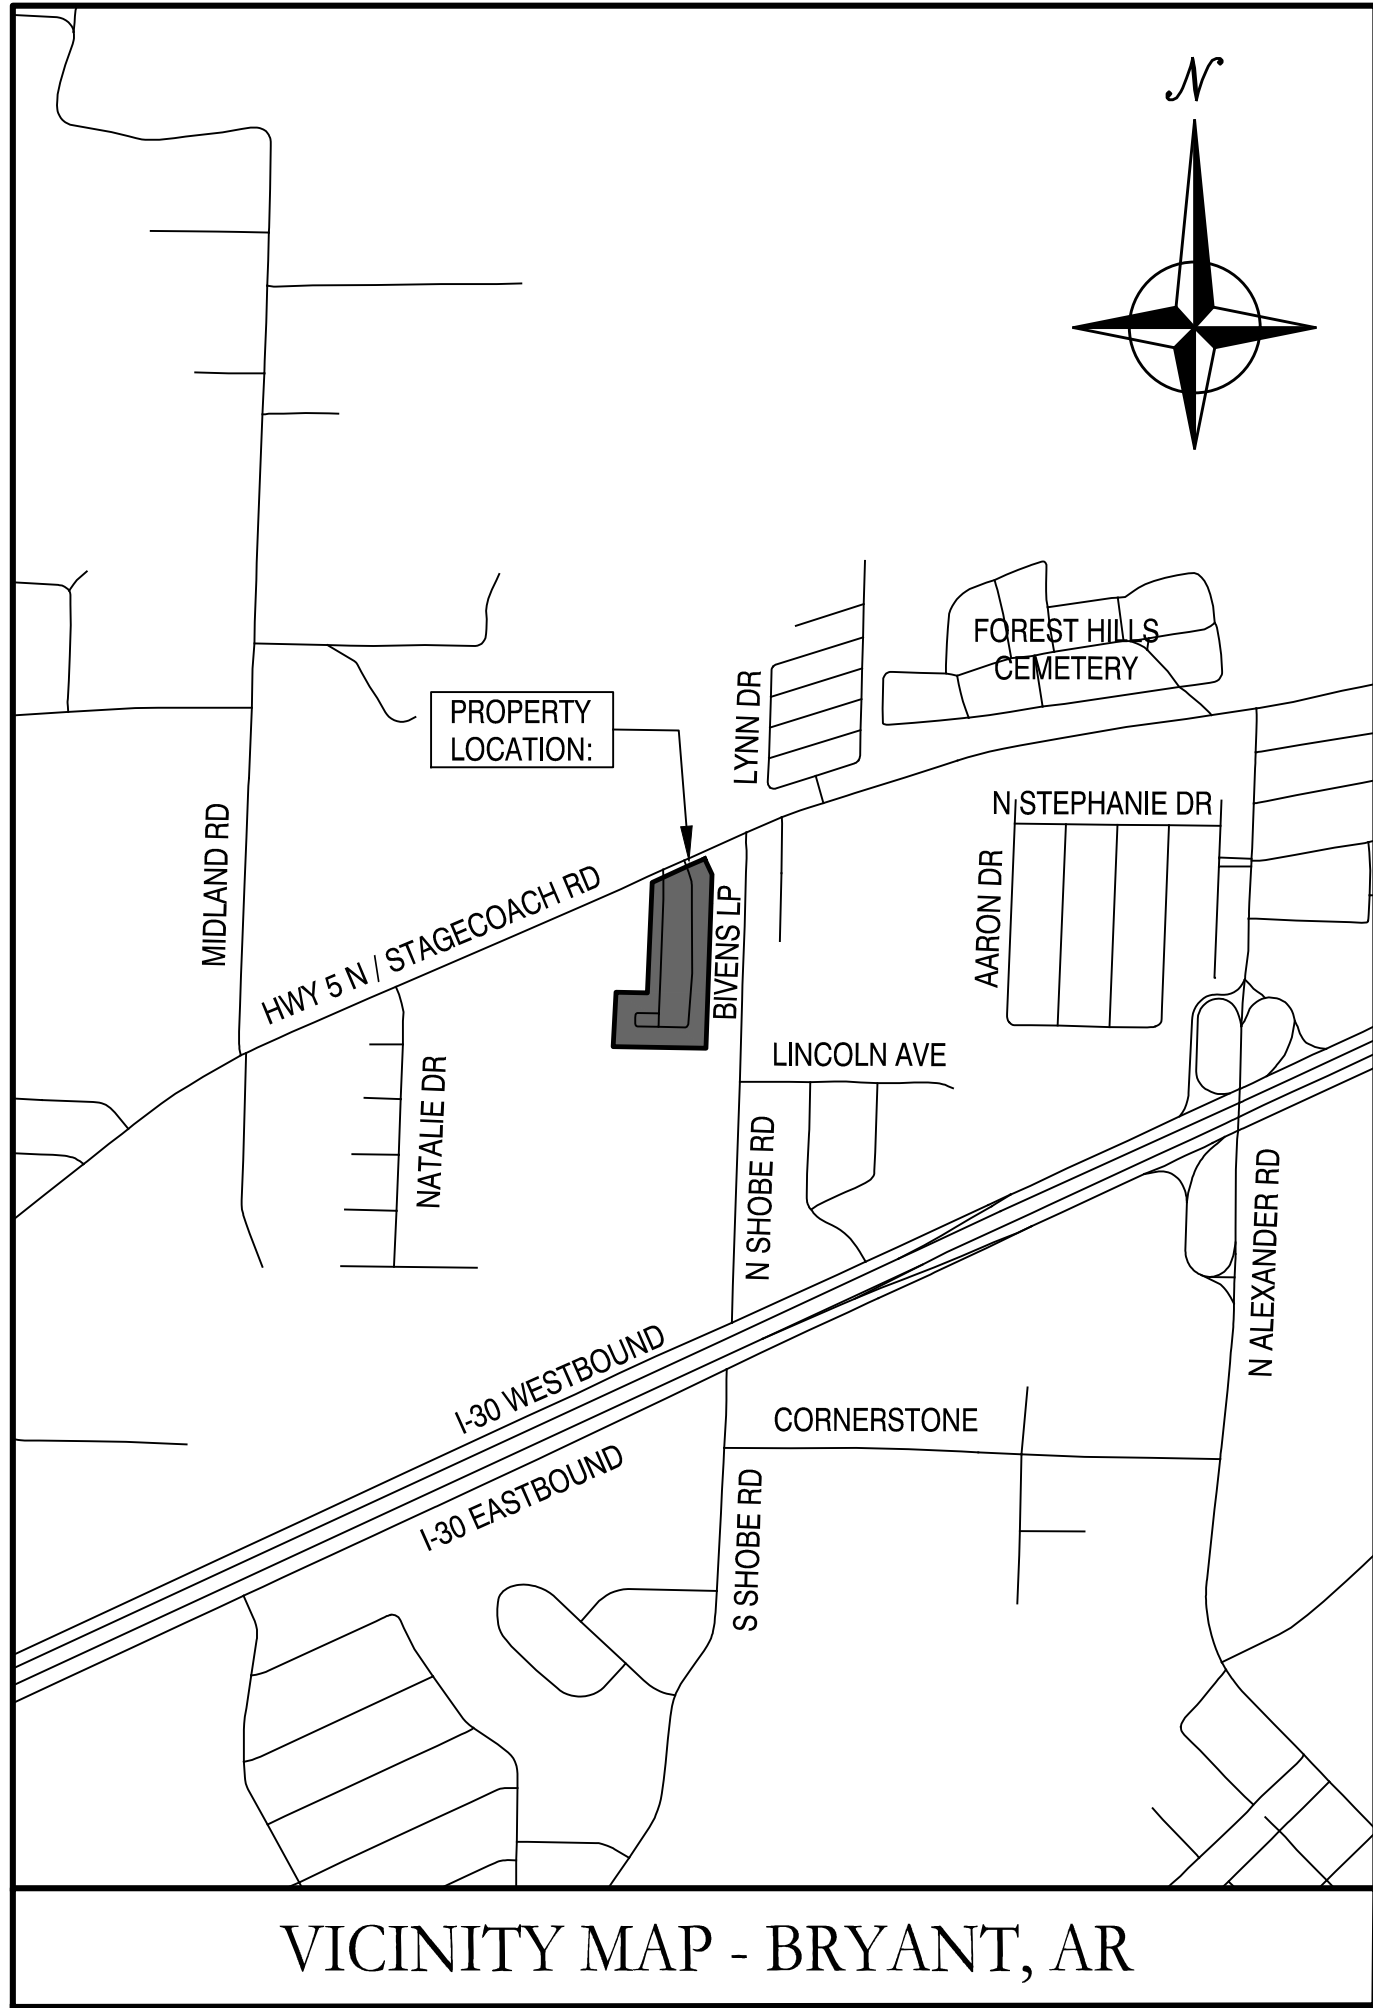 N
FOREST HILLS
CEMETERY
PROPERTY
LOCATION:
LYNN DR
N STEPHANIE DR
MIDLAND RD
AARON DR
HWY 5 N / STAGECOACH RD
BIVENS LP
LINCOLN AVE
NATALIE DR
N SHOBE RD
N ALEXANDER RD
I-30 WESTBOUND
CORNERSTONE
I-30 EASTBOUND
S SHOBE RD
VICINITY MAP - BRYANT, AR